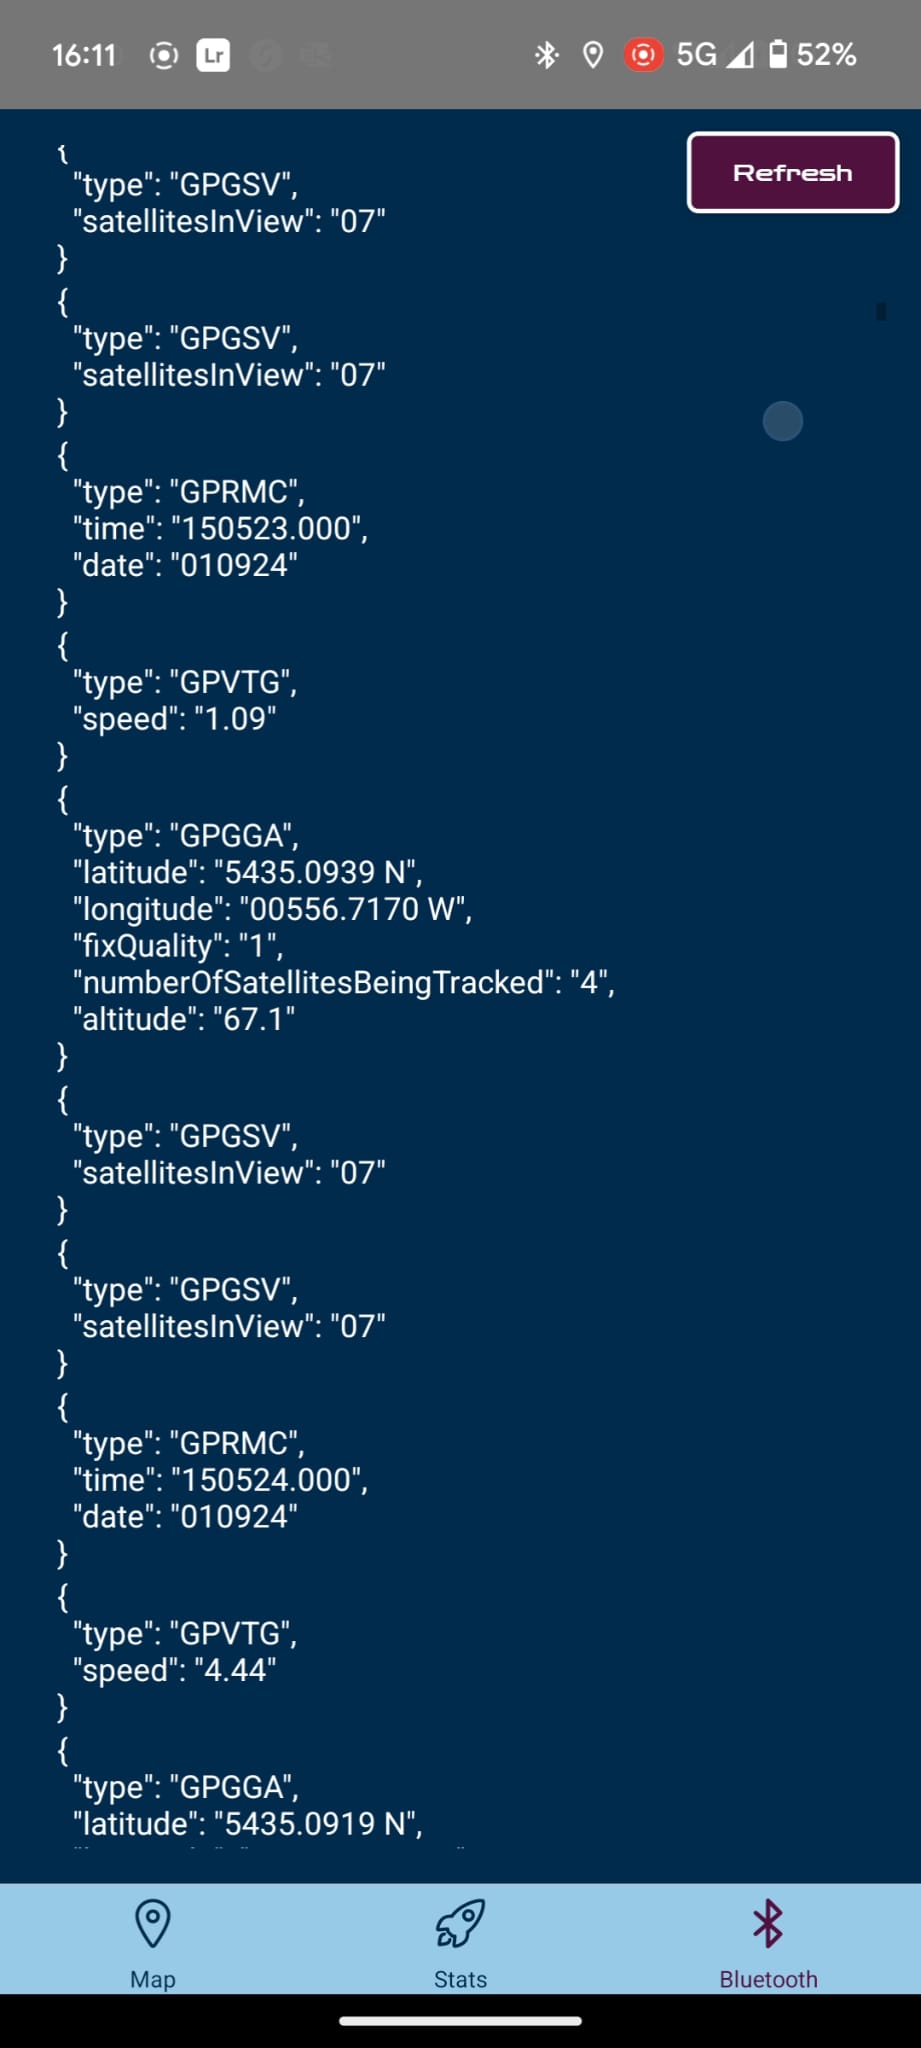 16:11 Lr 5G 52%
Refresh
{
"type": "GPGSV",
"satellitesInView": "07"
}
{
"type": "GPGSV",
"satellitesInView": "07"
}
{
"type": "GPRMC",
"time": "150523.000",
"date": "010924"
}
{
"type": "GPVTG",
"speed": "1.09"
}
{
"type": "GPGGA",
"latitude": "5435.0939 N",
"longitude": "00556.7170 W",
"fixQuality": "1",
"numberOfSatellitesBeingTracked": "4",
"altitude": "67.1"
}
{
"type": "GPGSV",
"satellitesInView": "07"
}
{
"type": "GPGSV",
"satellitesInView": "07"
}
{
"type": "GPRMC",
"time": "150524.000",
"date": "010924"
}
{
"type": "GPVTG",
"speed": "4.44"
}
{
"type": "GPGGA",
"latitude": "5435.0919 N",
Map Stats Bluetooth